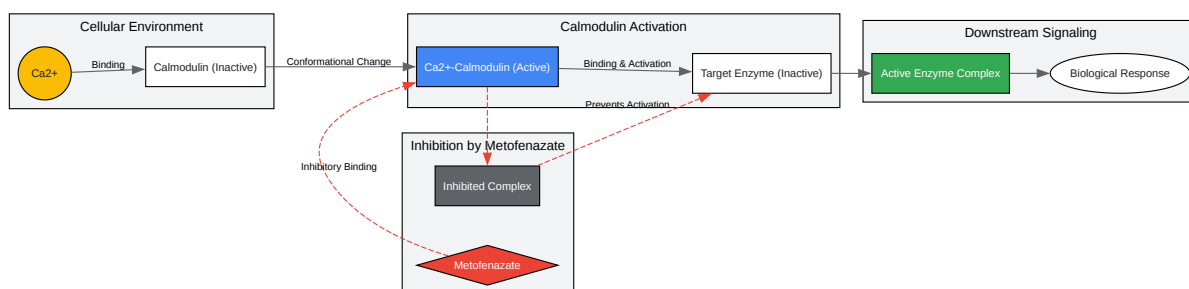 Cellular Environment
Calmodulin Activation
Downstream Signaling
Ca2+
Binding
Calmodulin (Inactive)
Conformational Change
Ca2+-Calmodulin (Active)
Binding & Activation
Target Enzyme (Inactive)
Active Enzyme Complex
Biological Response
Prevents Activation
Inhibition by Metofenazate
Inhibitory Binding
Inhibited Complex
Metofenazate